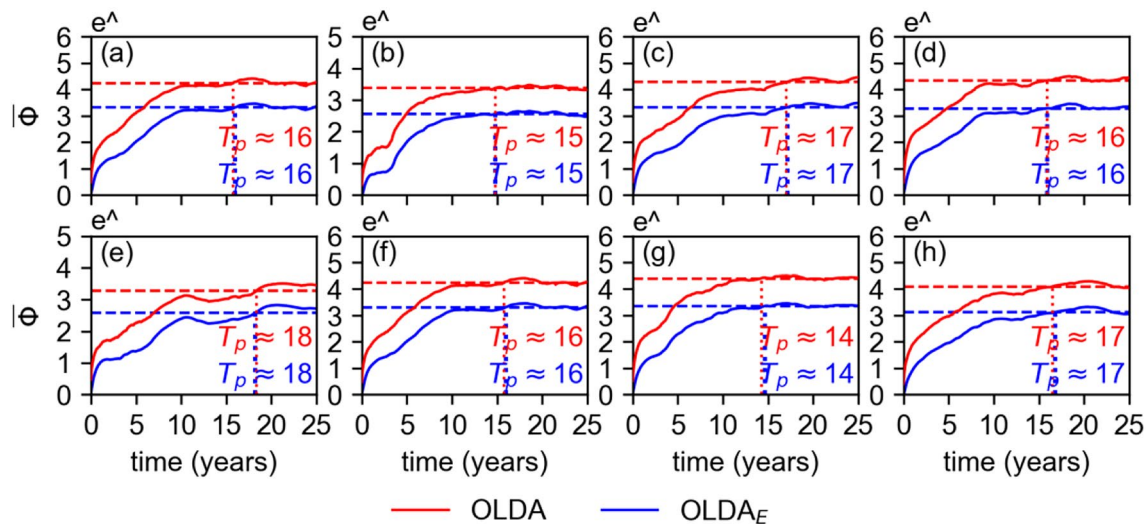 e^ e^ e^ e^
6 5 6 6
(a) (b) (c) (d)
5 5 5
4 4 4 4
3 3 3 3
Φ̅
2 2 2 2
T_p ≈ 16 T_p ≈ 15 T_p ≈ 17 T_p ≈ 16
1 1 1 1
T_p ≈ 16 T_p ≈ 15 T_p ≈ 17 T_p ≈ 16
0 0 0 0
e^ e^ e^ e^
5 6 6 6
(e) (f) (g) (h)
5 5 5
4 4 4 4
3 3 3 3
Φ̅
2 2 2 2
T_p ≈ 18 T_p ≈ 16 T_p ≈ 14 T_p ≈ 17
1 1 1 1
T_p ≈ 18 T_p ≈ 16 T_p ≈ 14 T_p ≈ 17
0 0 0 0
0 5 10 15 20 25 0 5 10 15 20 25 0 5 10 15 20 25 0 5 10 15 20 25
time (years) time (years) time (years) time (years)
OLDA OLDA_E